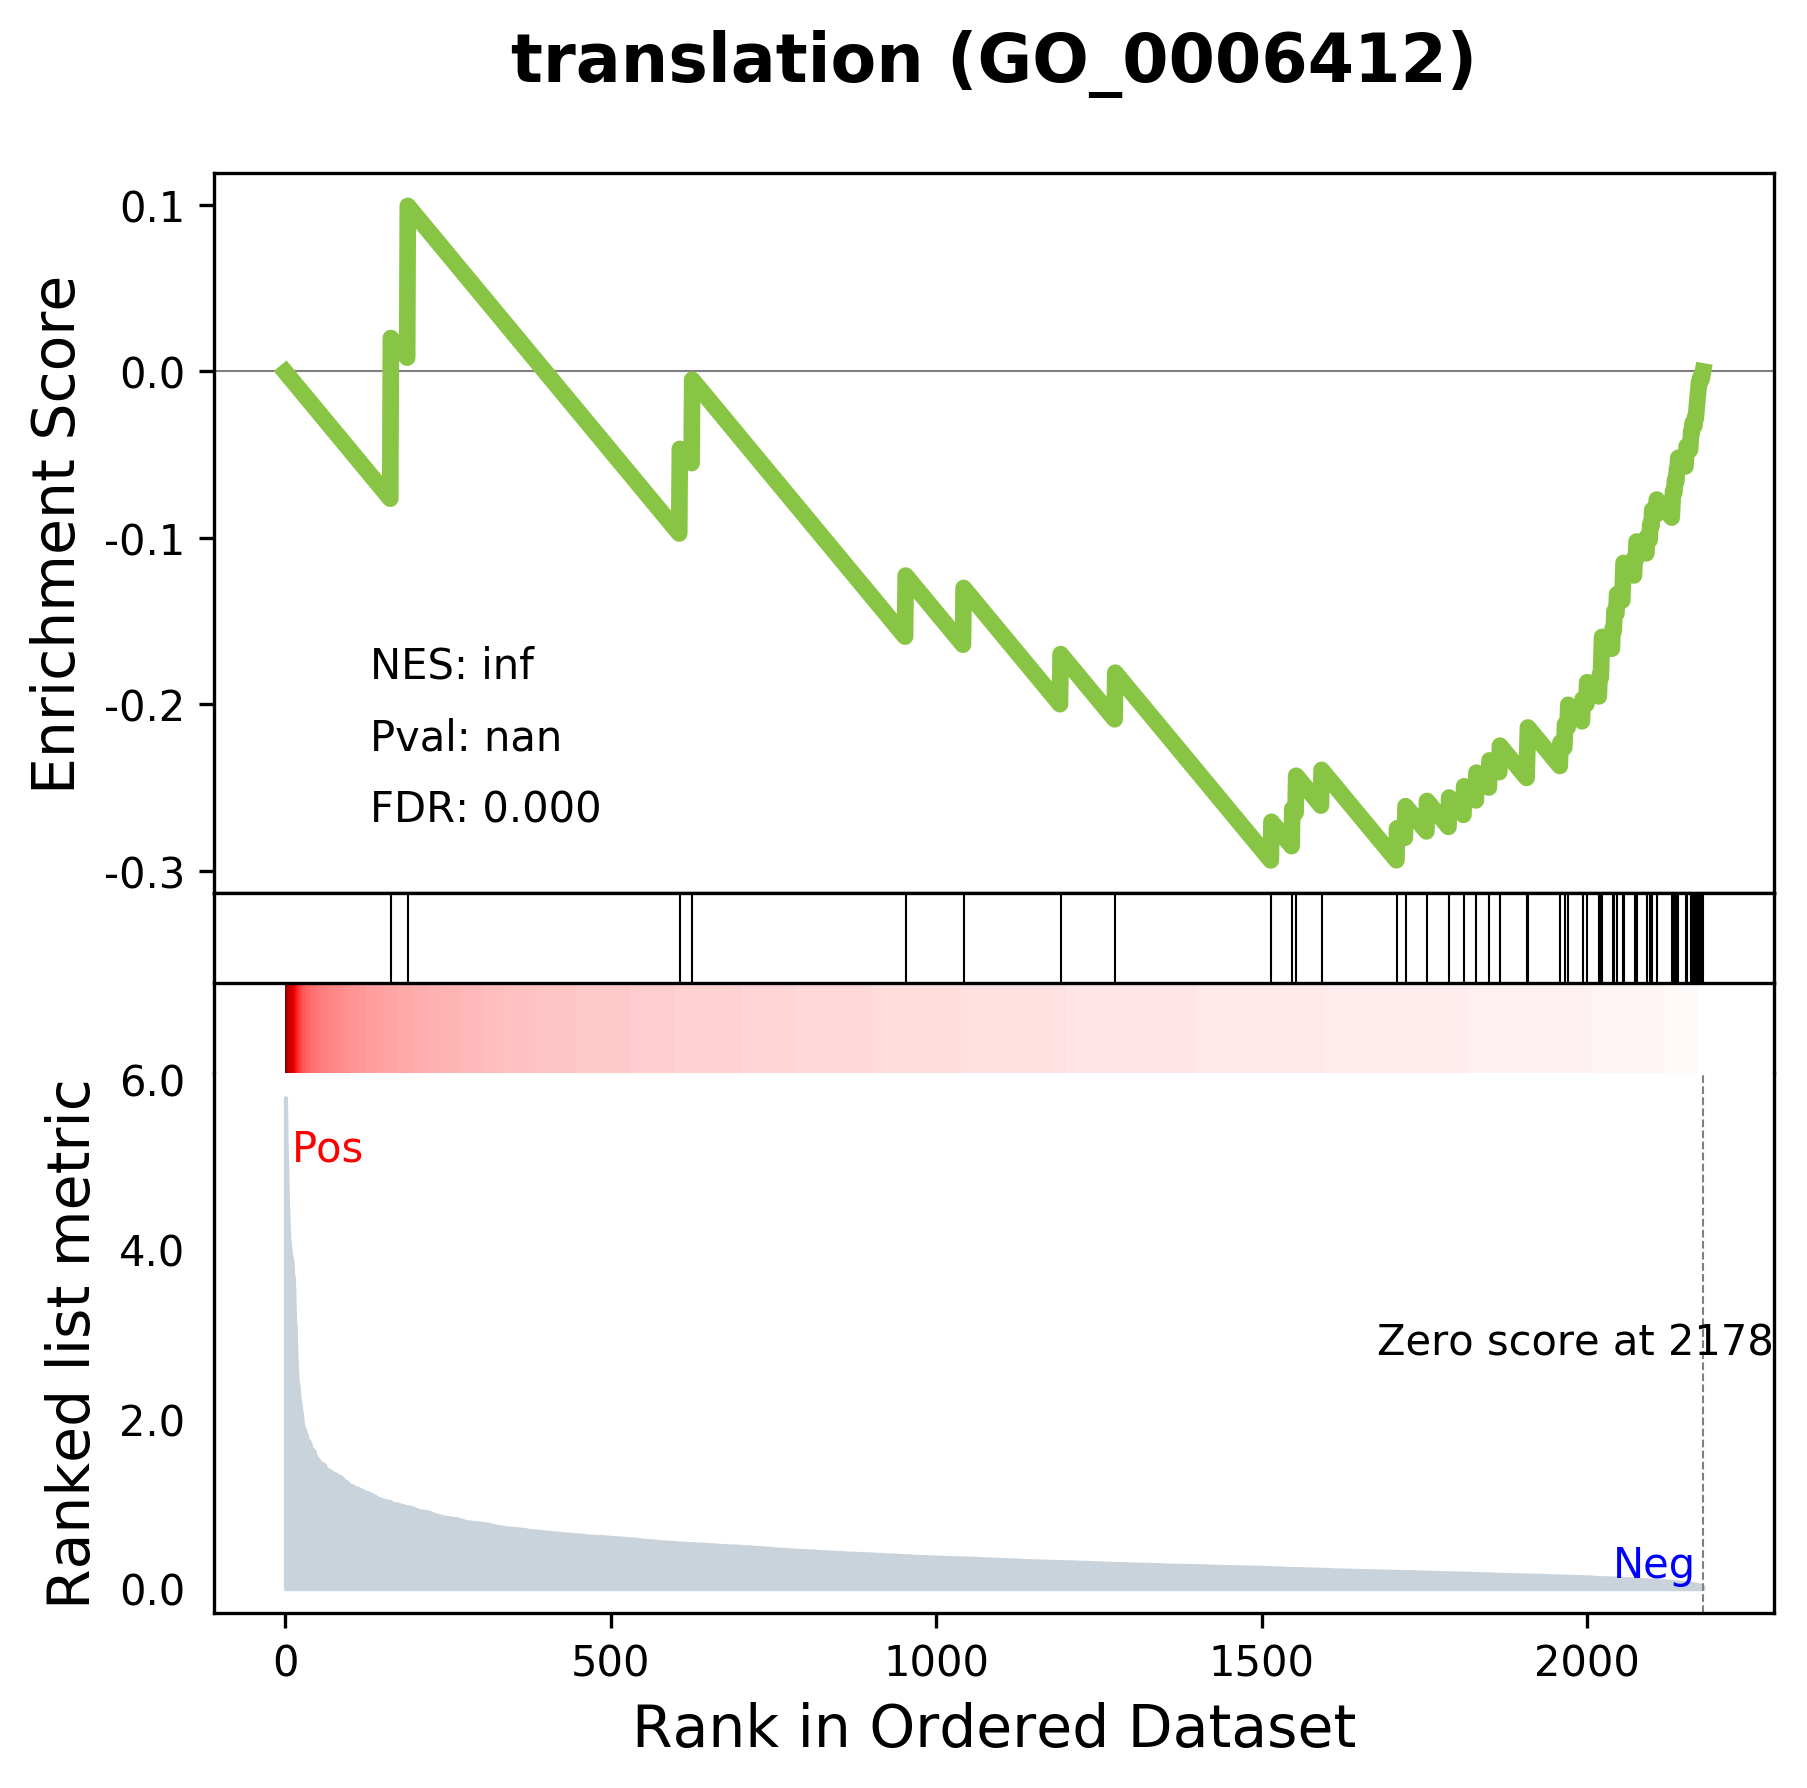 translation (GO_0006412)
Enrichment Score
0.1
0.0
-0.1
-0.2
-0.3
NES: inf
Pval: nan
FDR: 0.000
Ranked list metric
6.0
4.0
2.0
0.0
Pos
Zero score at 2178
Neg
0 500 1000 1500 2000
Rank in Ordered Dataset